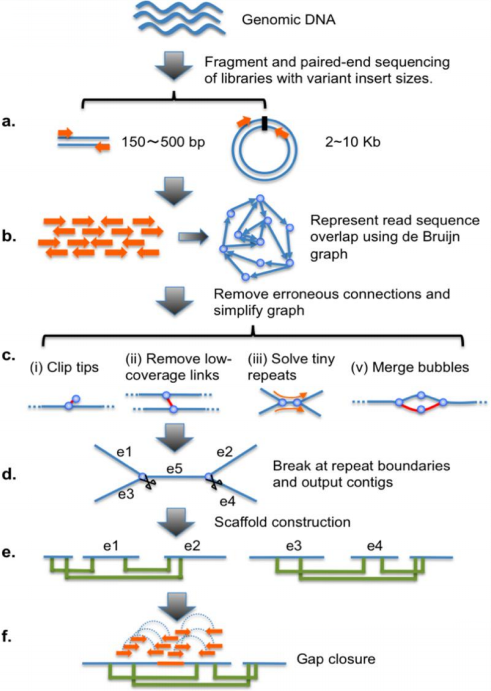 Genomic DNA
Fragment and paired-end sequencing
of libraries with variant insert sizes.
a.
150～500 bp
2~10 Kb
b.
Represent read sequence
overlap using de Bruijn
graph
Remove erroneous connections and
simplify graph
c.
(i) Clip tips
(ii) Remove low-
coverage links
(iii) Solve tiny
repeats
(v) Merge bubbles
d.
e1
e2
e5
e3
e4
Break at repeat boundaries
and output contigs
Scaffold construction
e.
e1
e2
e3
e4
f.
Gap closure